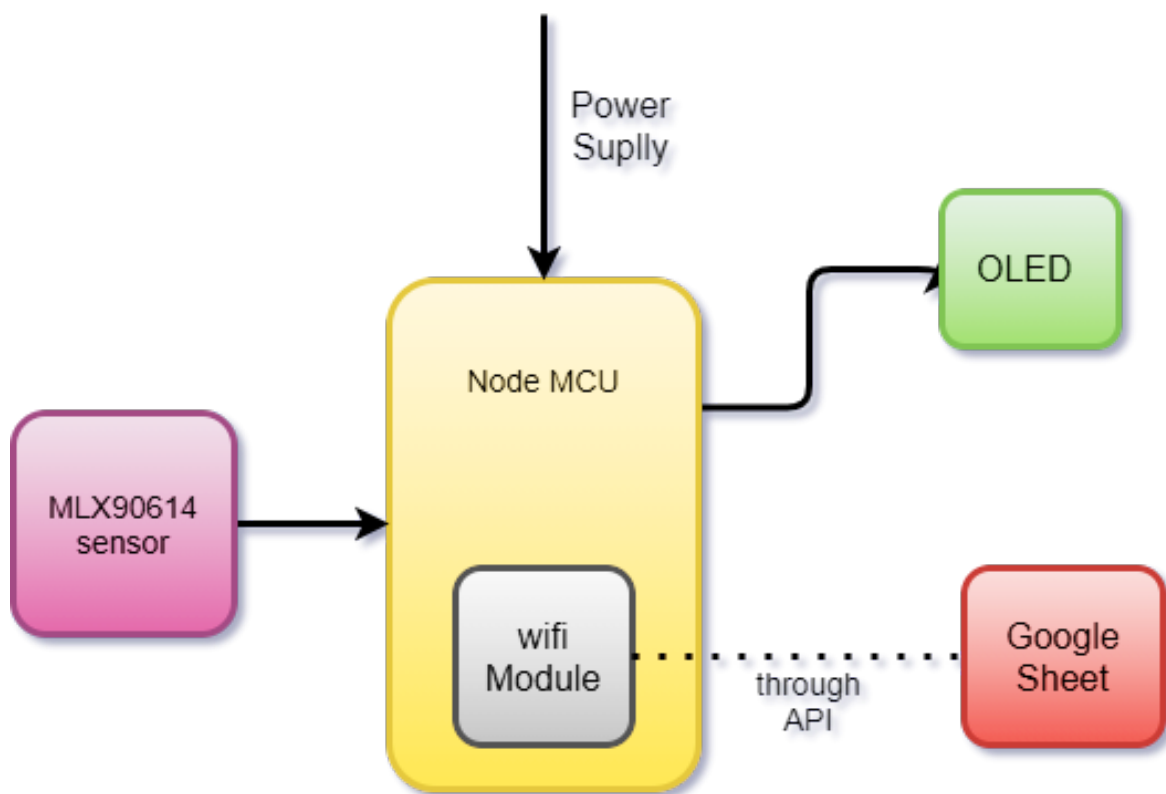 Power
Suplly
OLED
Node MCU
MLX90614
sensor
wifi
Module
through
API
Google
Sheet